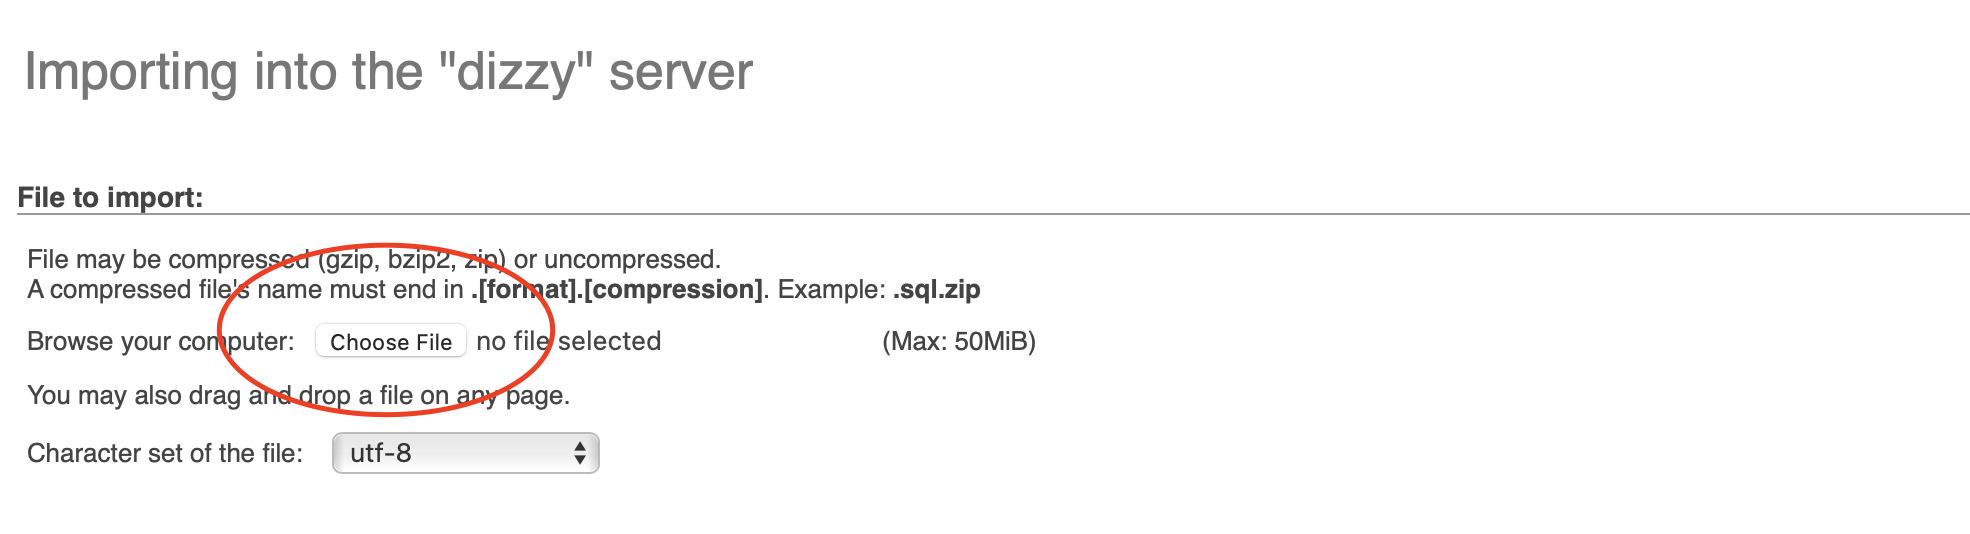 Importing into the "dizzy" server
File to import:
File may be compressed (gzip, bzip2, zip) or uncompressed.
A compressed file's name must end in .[format].[compression]. Example: .sql.zip
Browse your computer: Choose File no file selected (Max: 50MiB)
You may also drag and drop a file on any page.
Character set of the file: utf-8